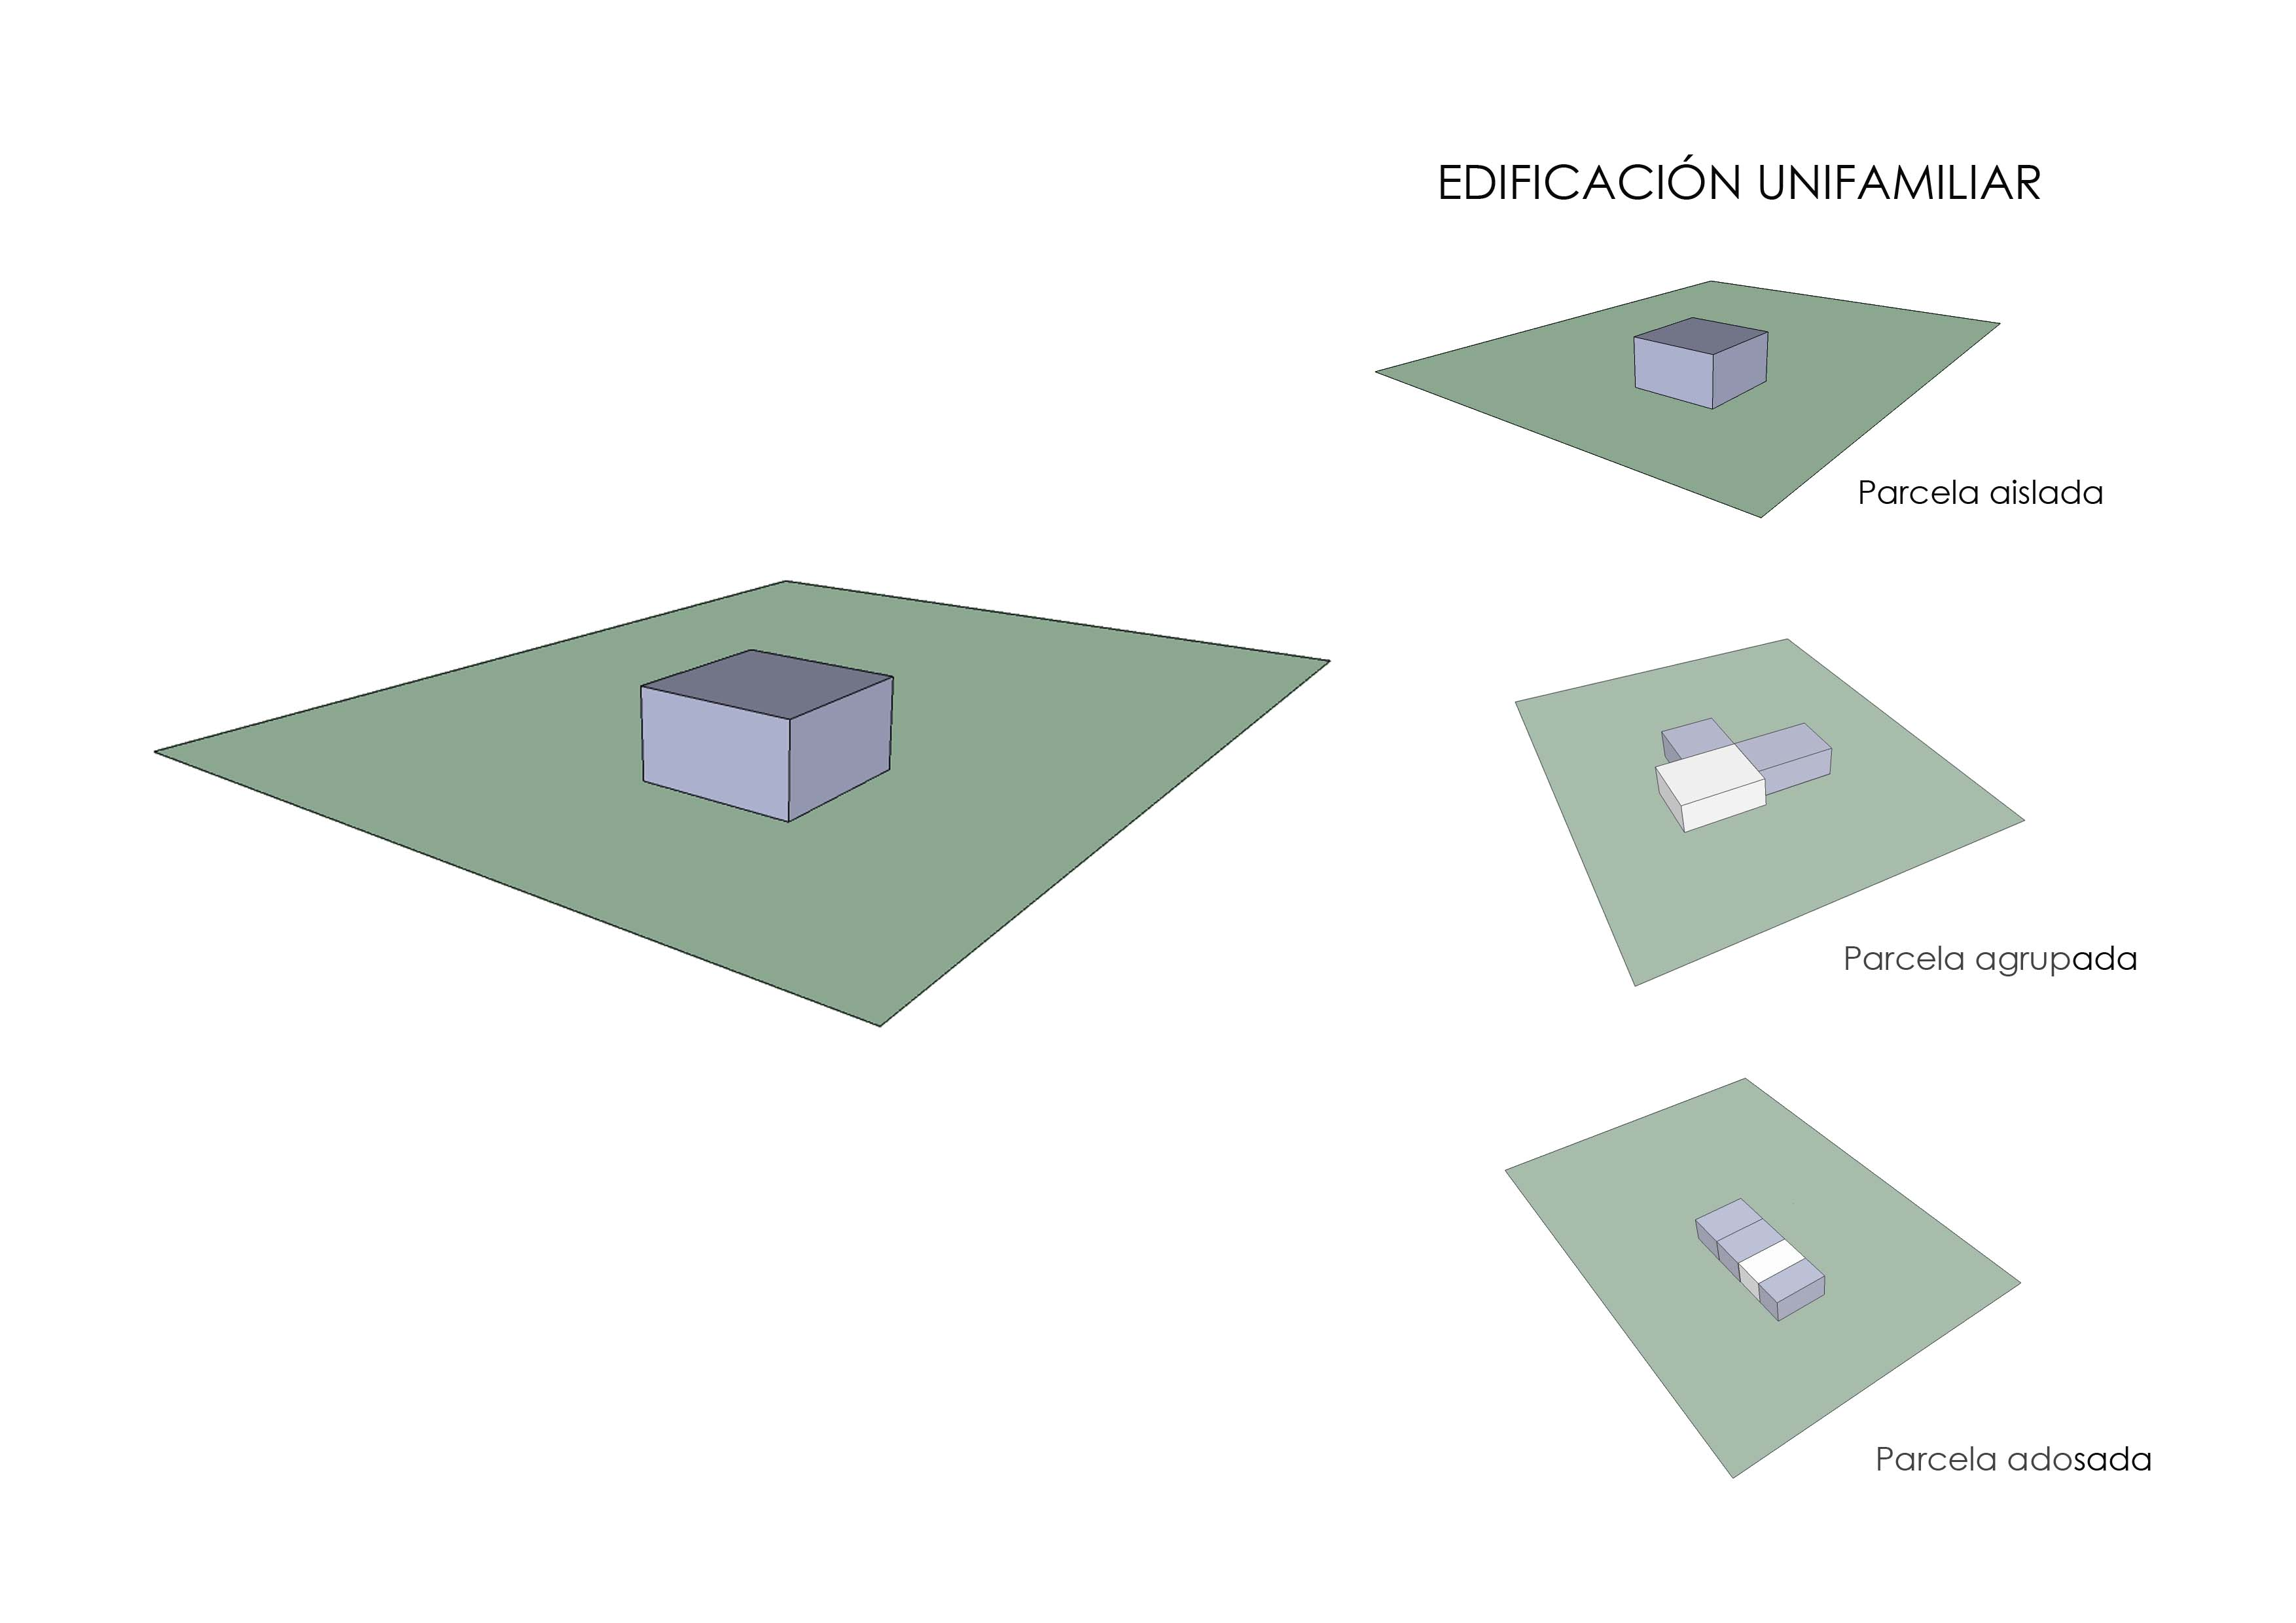 EDIFICACIÓN UNIFAMILIAR
Parcela aislada
Parcela agrupada
Parcela adosada